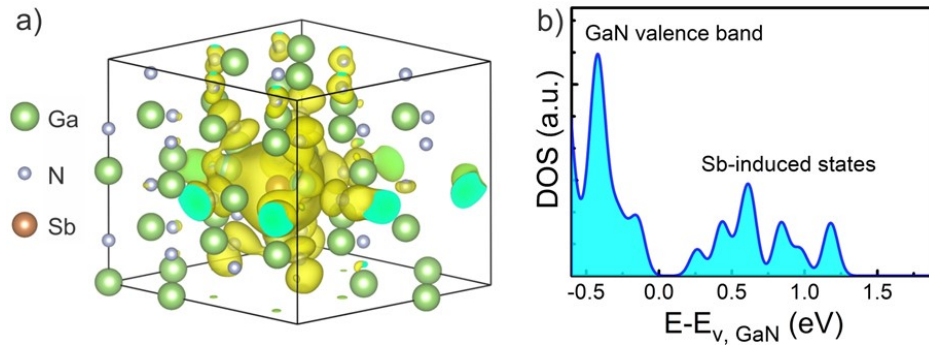 a)
Ga
N
Sb
b)
GaN valence band
Sb-induced states
DOS (a.u.)
-0.5 0.0 0.5 1.0 1.5
E-Ev, GaN (eV)